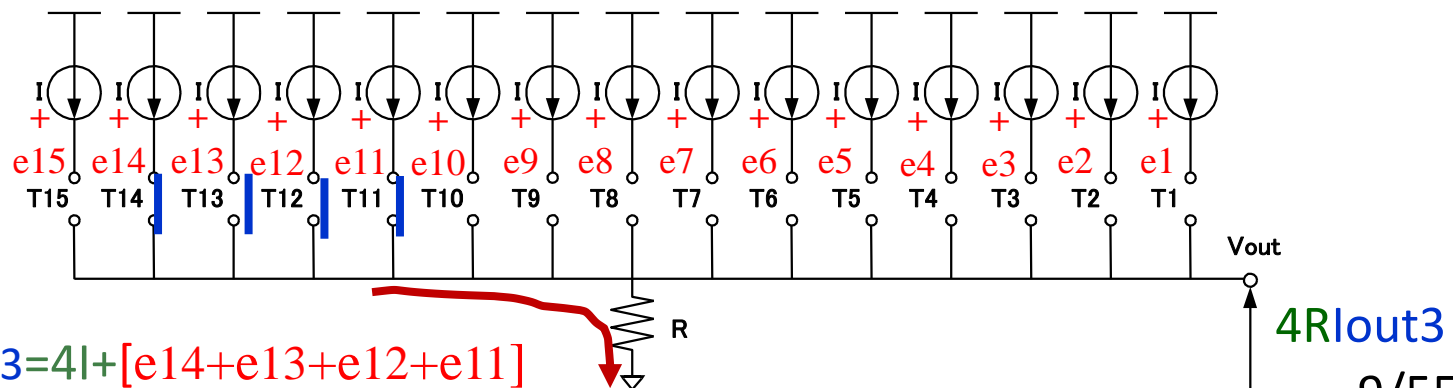 I I I I I I I I I I I I I I I
+ + + + + + + + + + + + + + +
e15 e14 e13 e12 e11 e10 e9 e8 e7 e6 e5 e4 e3 e2 e1
T15 T14 T13 T12 T11 T10 T9 T8 T7 T6 T5 T4 T3 T2 T1
Vout
R
4RIout3
3=4I+[e14+e13+e12+e11]